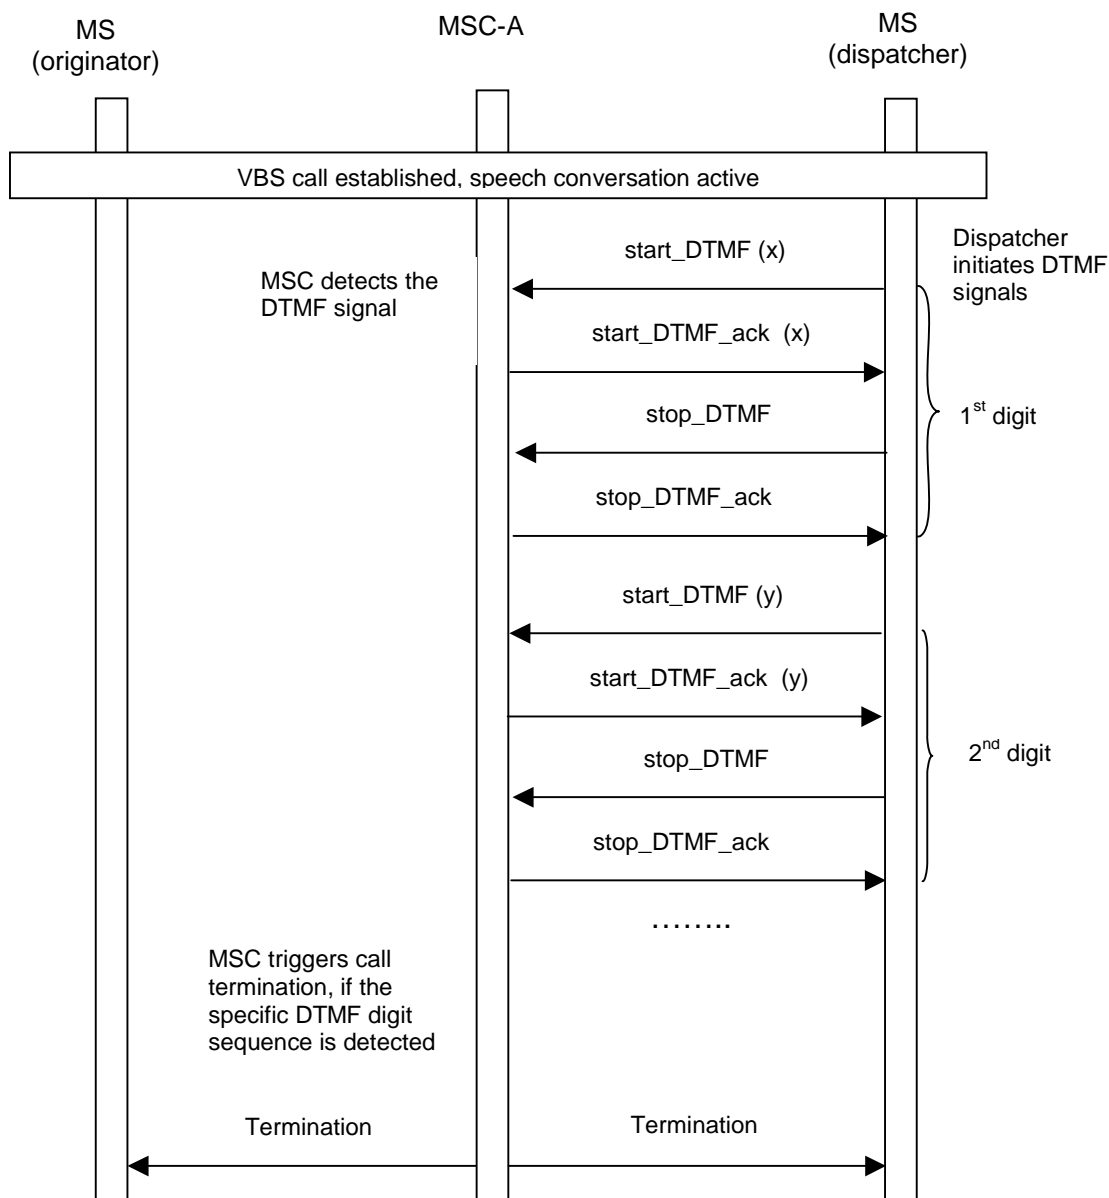 MS
(originator)
MSC-A
MS
(dispatcher)
VBS call established, speech conversation active
start_DTMF (x)
Dispatcher
initiates DTMF
signals
MSC detects the
DTMF signal
start_DTMF_ack (x)
stop_DTMF
1st digit
stop_DTMF_ack
start_DTMF (y)
start_DTMF_ack (y)
stop_DTMF
2nd digit
stop_DTMF_ack
........
MSC triggers call
termination, if the
specific DTMF digit
sequence is detected
Termination
Termination